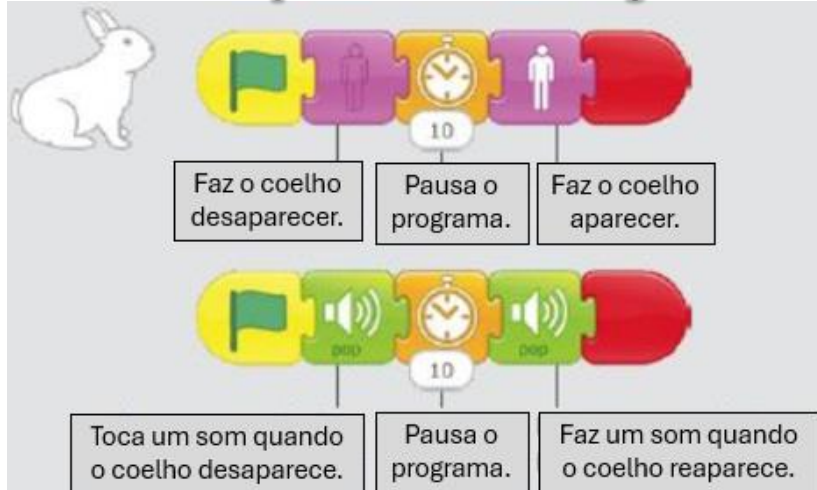 10
Faz o coelho
desaparecer.
Pausa o
programa.
Faz o coelho
aparecer.
pop
pop
10
Toca um som quando
o coelho desaparece.
Pausa o
programa.
Faz um som quando
o coelho reaparece.